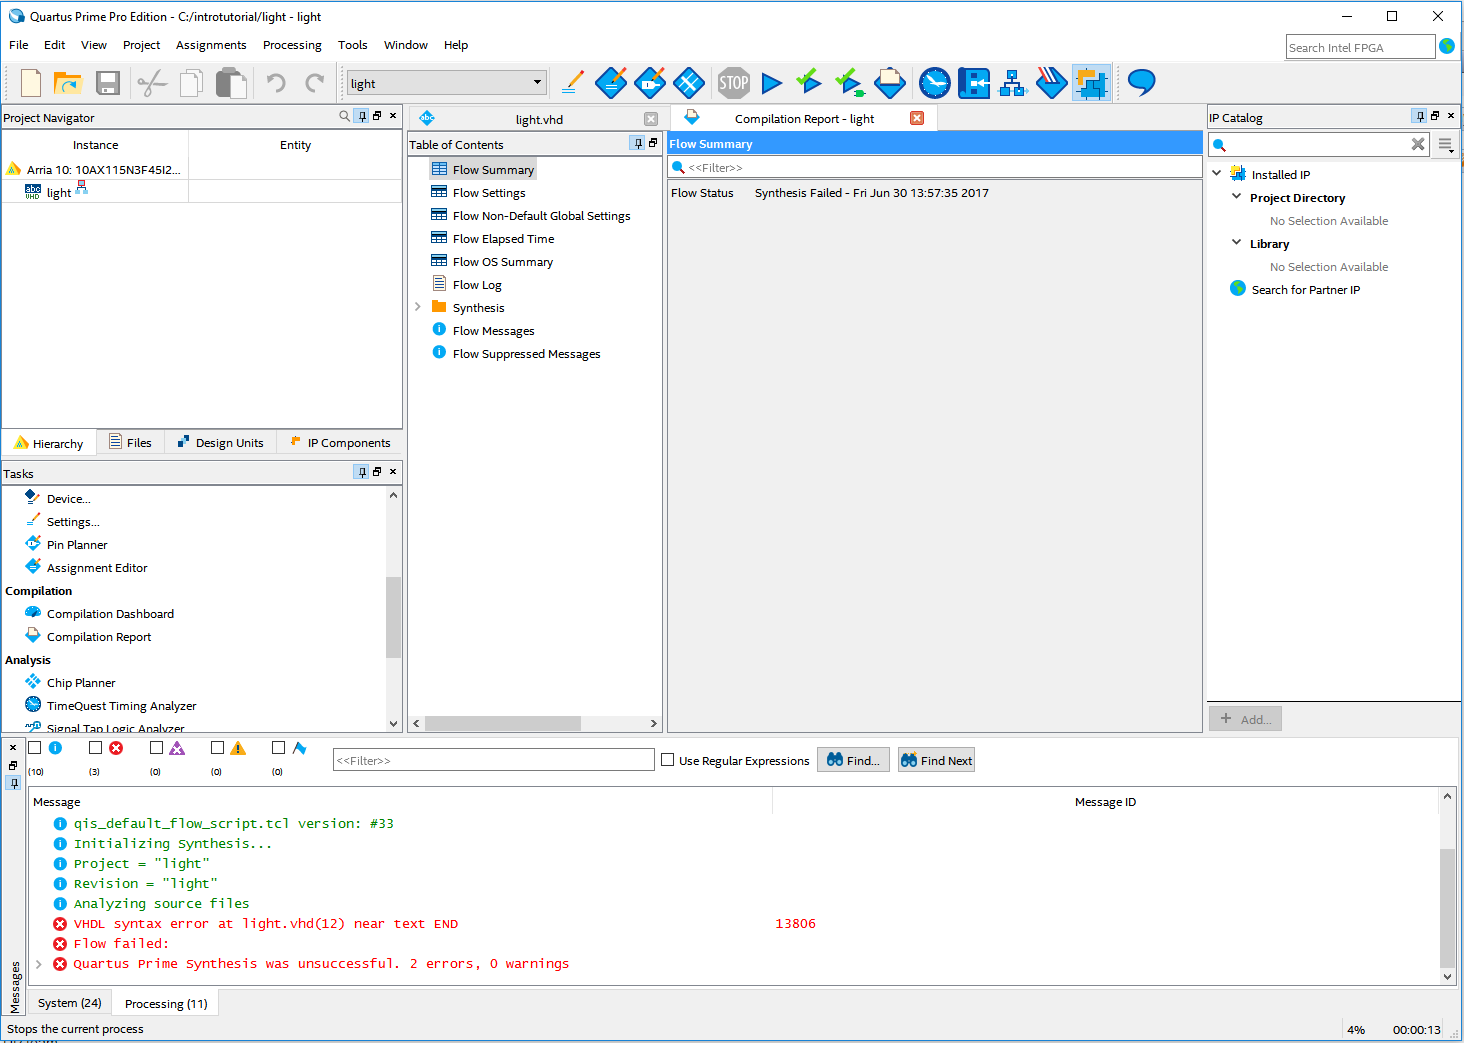 Quartus Prime Pro Edition - C:/introtutorial/light - light
File Edit View Project Assignments Processing Tools Window Help
Search Intel FPGA
light
STOP
Project Navigator
Instance Entity
Arria 10: 10AX115N3F45I2...
abc VHD light
Hierarchy Files Design Units IP Components
Tasks
Device...
Settings...
Pin Planner
Assignment Editor
Compilation
Compilation Dashboard
Compilation Report
Analysis
Chip Planner
TimeQuest Timing Analyzer
Signal Tap Logic Analyzer
abc light.vhd
Compilation Report - light
Table of Contents
Flow Summary
Flow Settings
Flow Non-Default Global Settings
Flow Elapsed Time
Flow OS Summary
Flow Log
Synthesis
Flow Messages
Flow Suppressed Messages
Flow Summary
<<Filter>>
Flow Status Synthesis Failed - Fri Jun 30 13:57:35 2017
IP Catalog
Installed IP
Project Directory
No Selection Available
Library
No Selection Available
Search for Partner IP
+ Add...
(10) (3) (0) (0) (0)
<<Filter>>
Use Regular Expressions
Find...
Find Next
Message Message ID
qis_default_flow_script.tcl version: #33
Initializing Synthesis...
Project = "light"
Revision = "light"
Analyzing source files
VHDL syntax error at light.vhd(12) near text END 13806
Flow failed:
Quartus Prime Synthesis was unsuccessful. 2 errors, 0 warnings
Messages
System (24) Processing (11)
Stops the current process
4% 00:00:13